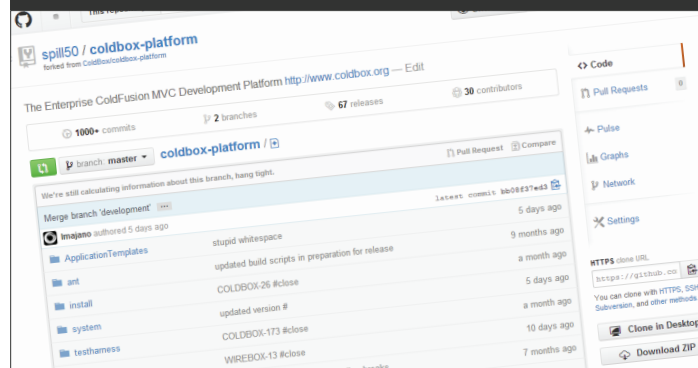 This repository
spill50 / coldbox-platform
forked from ColdBox/coldbox-platform
The Enterprise ColdFusion MVC Development Platform http://www.coldbox.org — Edit
1000+ commits
2 branches
67 releases
30 contributors
branch: master
coldbox-platform /
Pull Request
Compare
We're still calculating information about this branch, hang tight.
Merge branch 'development' ...
lmajano authored 5 days ago
latest commit bb08f37ed3
ApplicationTemplates stupid whitespace 5 days ago
ant updated build scripts in preparation for release 9 months ago
install COLDBOX-26 #close a month ago
system updated version # 5 days ago
testharness COLDBOX-173 #close a month ago
WIREBOX-13 #close 10 days ago
7 months ago
Code
Pull Requests 0
Pulse
Graphs
Network
Settings
HTTPS clone URL
https://github.co
You can clone with HTTPS, SSH
Subversion, and other methods
Clone in Desktop
Download ZIP